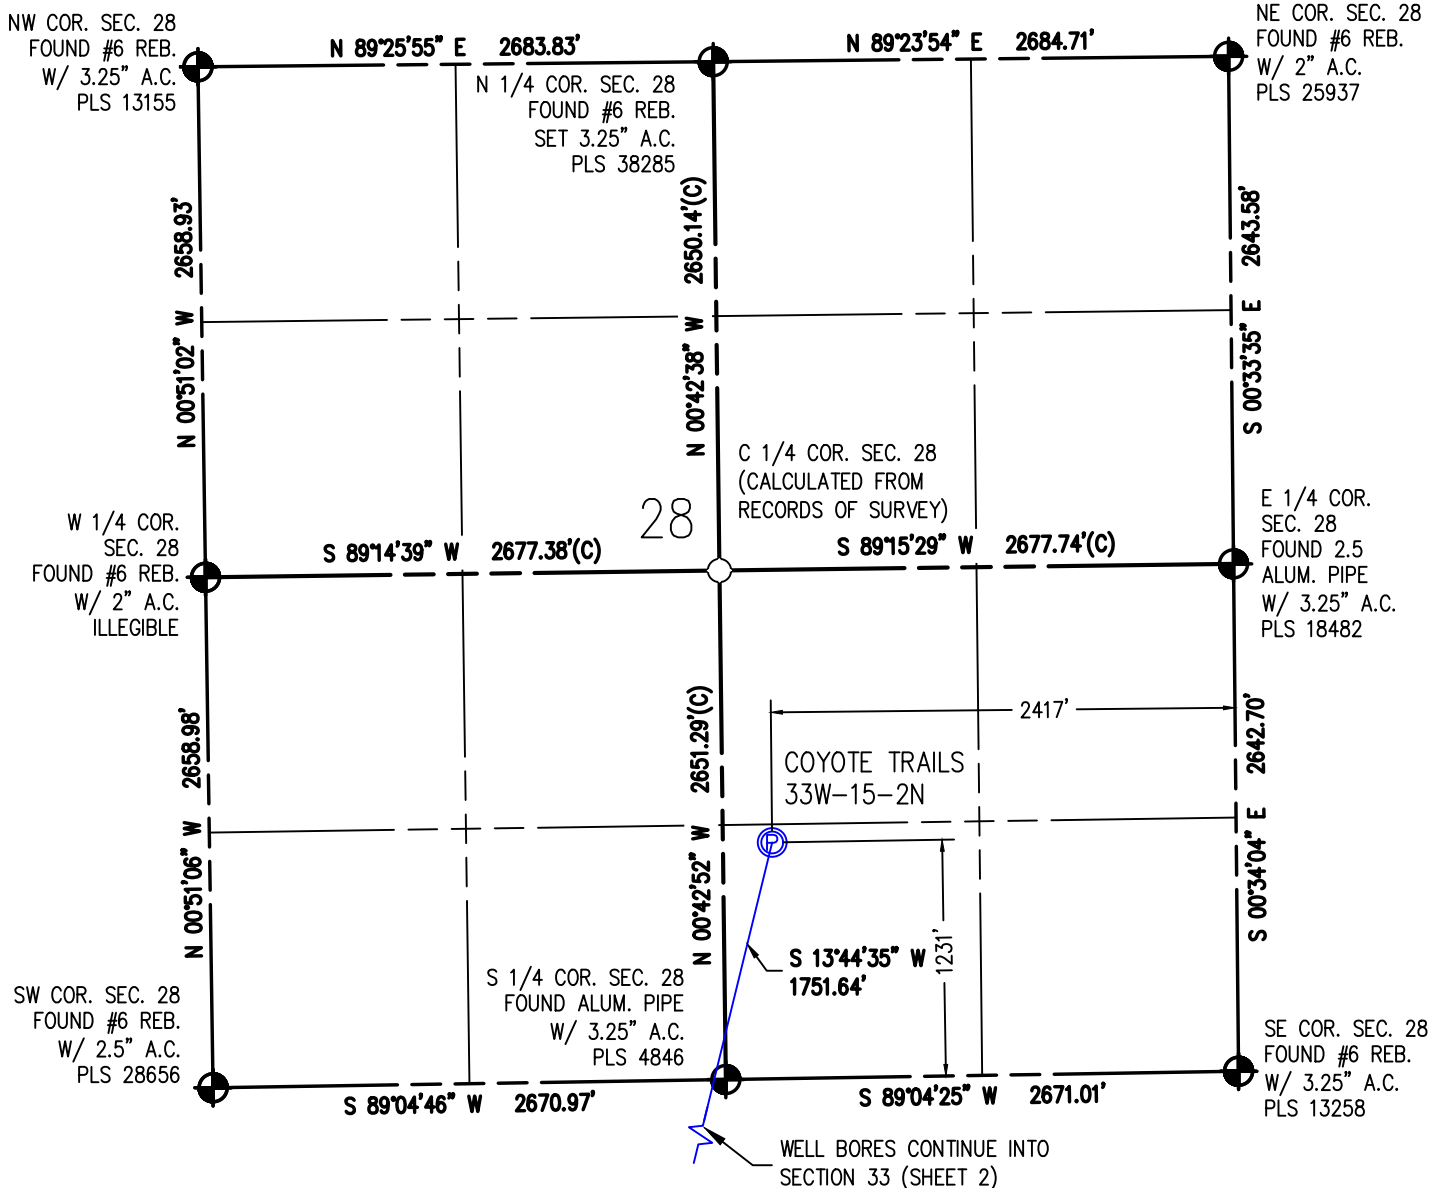 NW COR. SEC. 28
FOUND #6 REB.
W/ 3.25" A.C.
PLS 13155
N 89°25'55" E 2683.83'
N 1/4 COR. SEC. 28
FOUND #6 REB.
SET 3.25" A.C.
PLS 38285
N 89°23'54" E 2684.71'
NE COR. SEC. 28
FOUND #6 REB.
W/ 2" A.C.
PLS 25937
N 00°51'02" W 2658.93'
N 00°42'38" W 2650.14'(C)
S 00°33'35" E 2643.58'
C 1/4 COR. SEC. 28
(CALCULATED FROM
RECORDS OF SURVEY)
28
W 1/4 COR.
SEC. 28
FOUND #6 REB.
W/ 2" A.C.
ILLEGIBLE
S 89°14'39" W 2677.38'(C)
S 89°15'29" W 2677.74'(C)
E 1/4 COR.
SEC. 28
FOUND 2.5
ALUM. PIPE
W/ 3.25" A.C.
PLS 18482
N 00°51'06" W 2658.98'
N 00°42'52" W 2651.29'(C)
2417'
COYOTE TRAILS
33W-15-2N
P
S 00°34'04" E 2642.70'
1231'
S 13°44'35" W
1751.64'
SW COR. SEC. 28
FOUND #6 REB.
W/ 2.5" A.C.
PLS 28656
S 1/4 COR. SEC. 28
FOUND ALUM. PIPE
W/ 3.25" A.C.
PLS 4846
SE COR. SEC. 28
FOUND #6 REB.
W/ 3.25" A.C.
PLS 13258
S 89°04'46" W 2670.97'
S 89°04'25" W 2671.01'
WELL BORES CONTINUE INTO
SECTION 33 (SHEET 2)